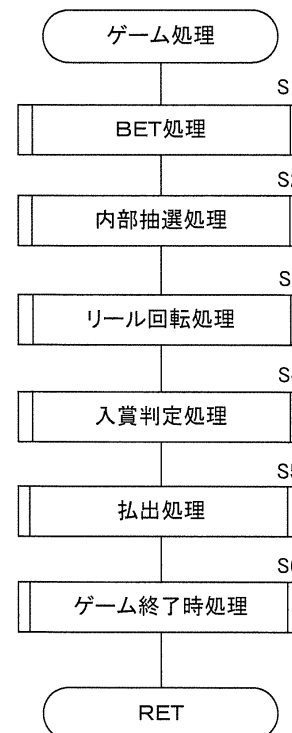 ゲーム処理
S
BET処理
内部抽選処理
S
リール回転処理
入賞判定処理
払出処理
ゲーム終了時処理
RET